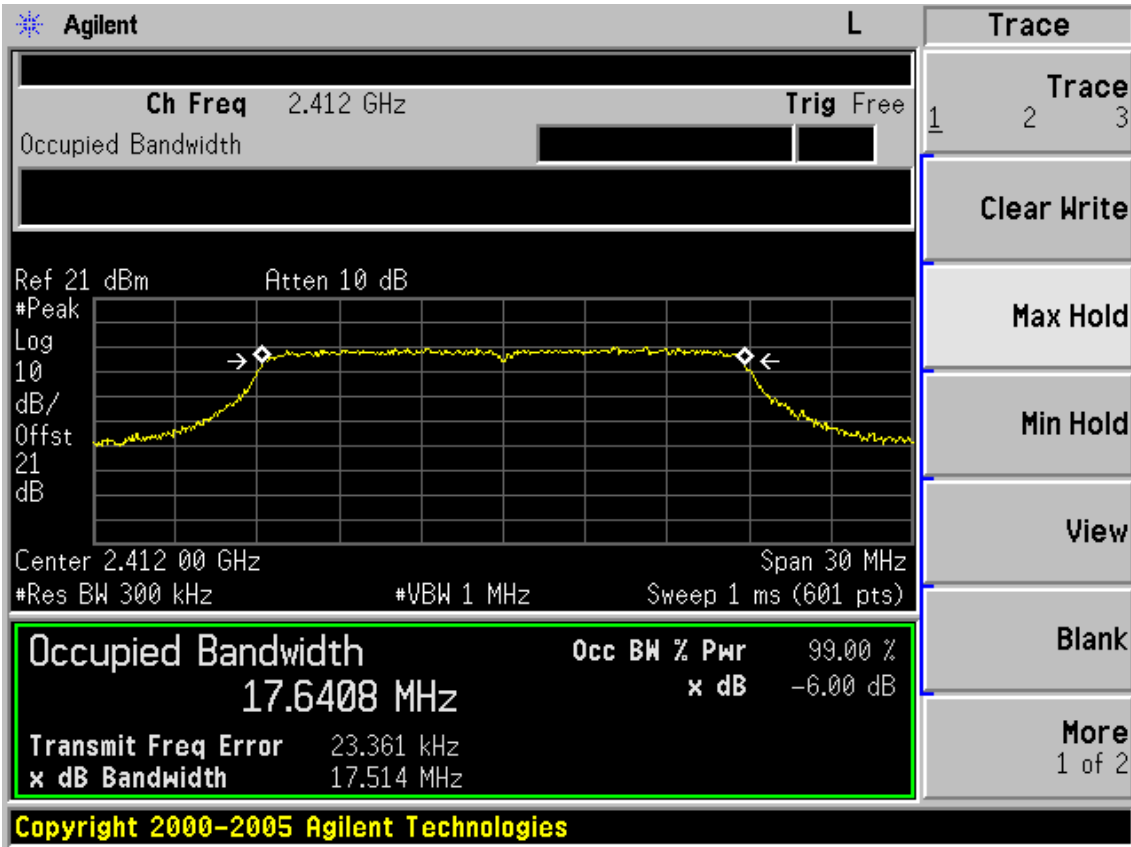 Agilent L Trace
Ch Freq 2.412 GHz Trig Free
Occupied Bandwidth
Trace
1 2 3
Clear Write
Max Hold
Min Hold
View
Blank
More
1 of 2
Ref 21 dBm Atten 10 dB
#Peak
Log
10
dB/
Offst
21
dB
Center 2.412 00 GHz Span 30 MHz
#Res BW 300 kHz #VBW 1 MHz Sweep 1 ms (601 pts)
Occupied Bandwidth Occ BW % Pwr 99.00 %
17.6408 MHz x dB -6.00 dB
Transmit Freq Error 23.361 kHz
x dB Bandwidth 17.514 MHz
Copyright 2000-2005 Agilent Technologies